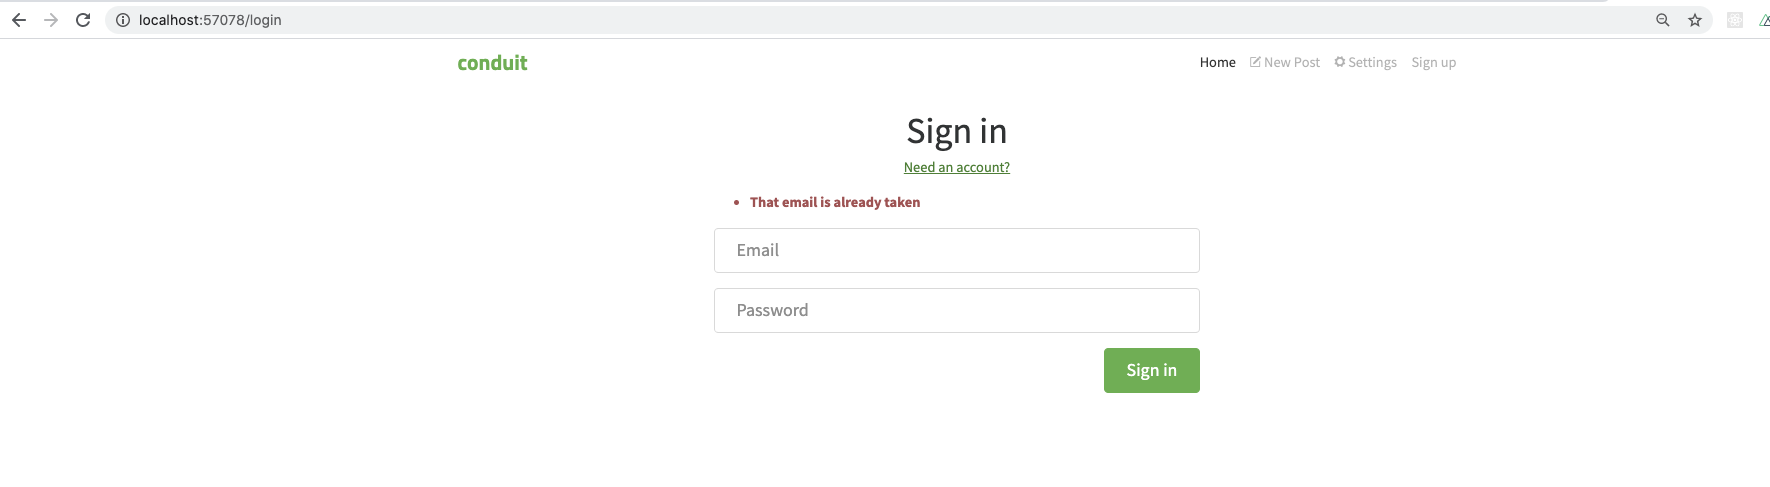 localhost:57078/login
conduit
Home New Post Settings Sign up
Sign in
Need an account?
• That email is already taken
Email
Password
Sign in